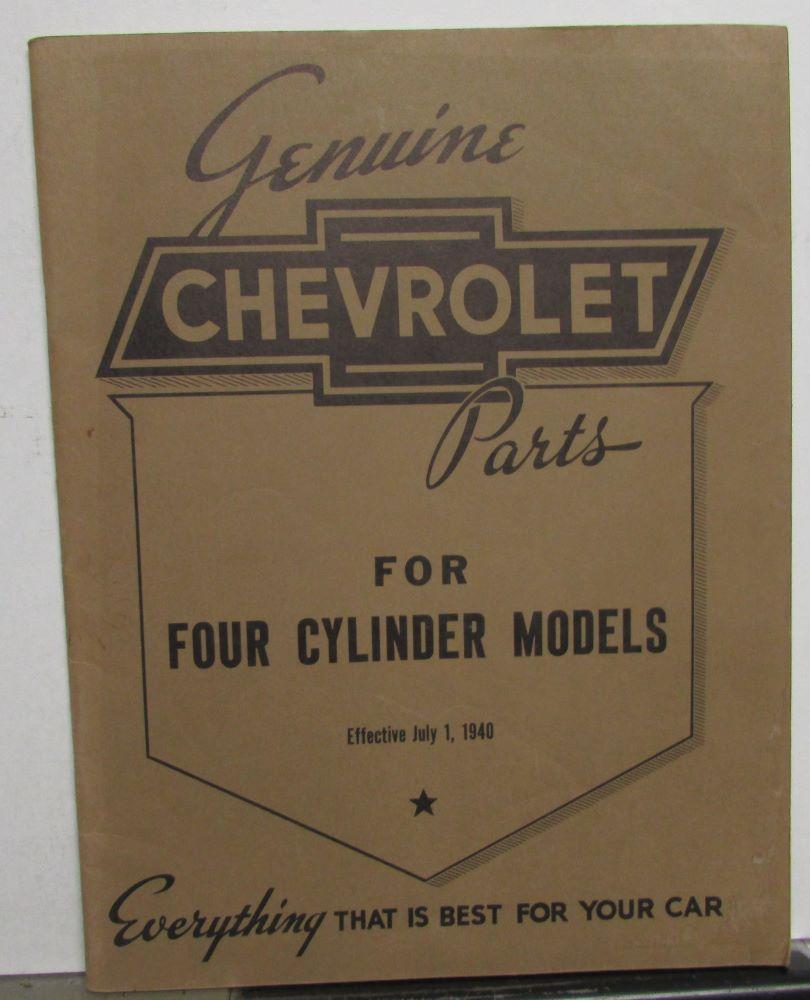 Genuine
CHEVROLET
Parts
FOR
FOUR CYLINDER MODELS
Effective July 1, 1940
Everything THAT IS BEST FOR YOUR CAR